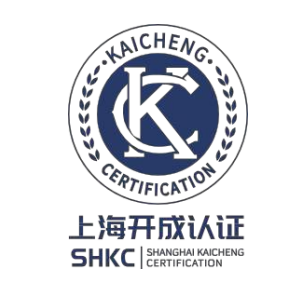 KAICHENG
KC
CERTIFICATION
上海开成认证
SHKC
SHANGHAI KAICHENG
CERTIFICATION